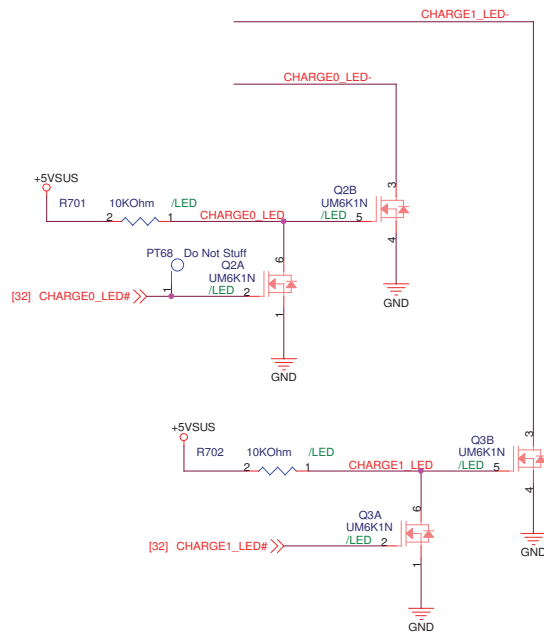 CHARGE1_LED-
CHARGE0_LED-
+5VSUS
R701 10KOhm /LED
2 1 CHARGE0_LED
Q2B
UM6K1N
/LED 5
3
4
GND
PT68 Do Not Stuff
1
Q2A
UM6K1N
/LED 2
6
1
[32] CHARGE0_LED#
GND
+5VSUS
R702 10KOhm /LED
2 1 CHARGE1_LED
Q3B
UM6K1N
/LED 5
3
4
GND
Q3A
UM6K1N
/LED 2
6
1
[32] CHARGE1_LED#
GND